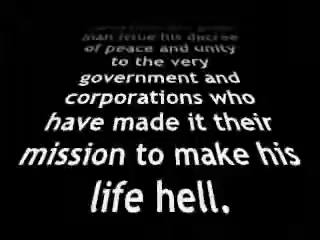 man issue his decree
of peace and unity
to the very
government and
corporations who
have made it their
mission to make his
life hell.